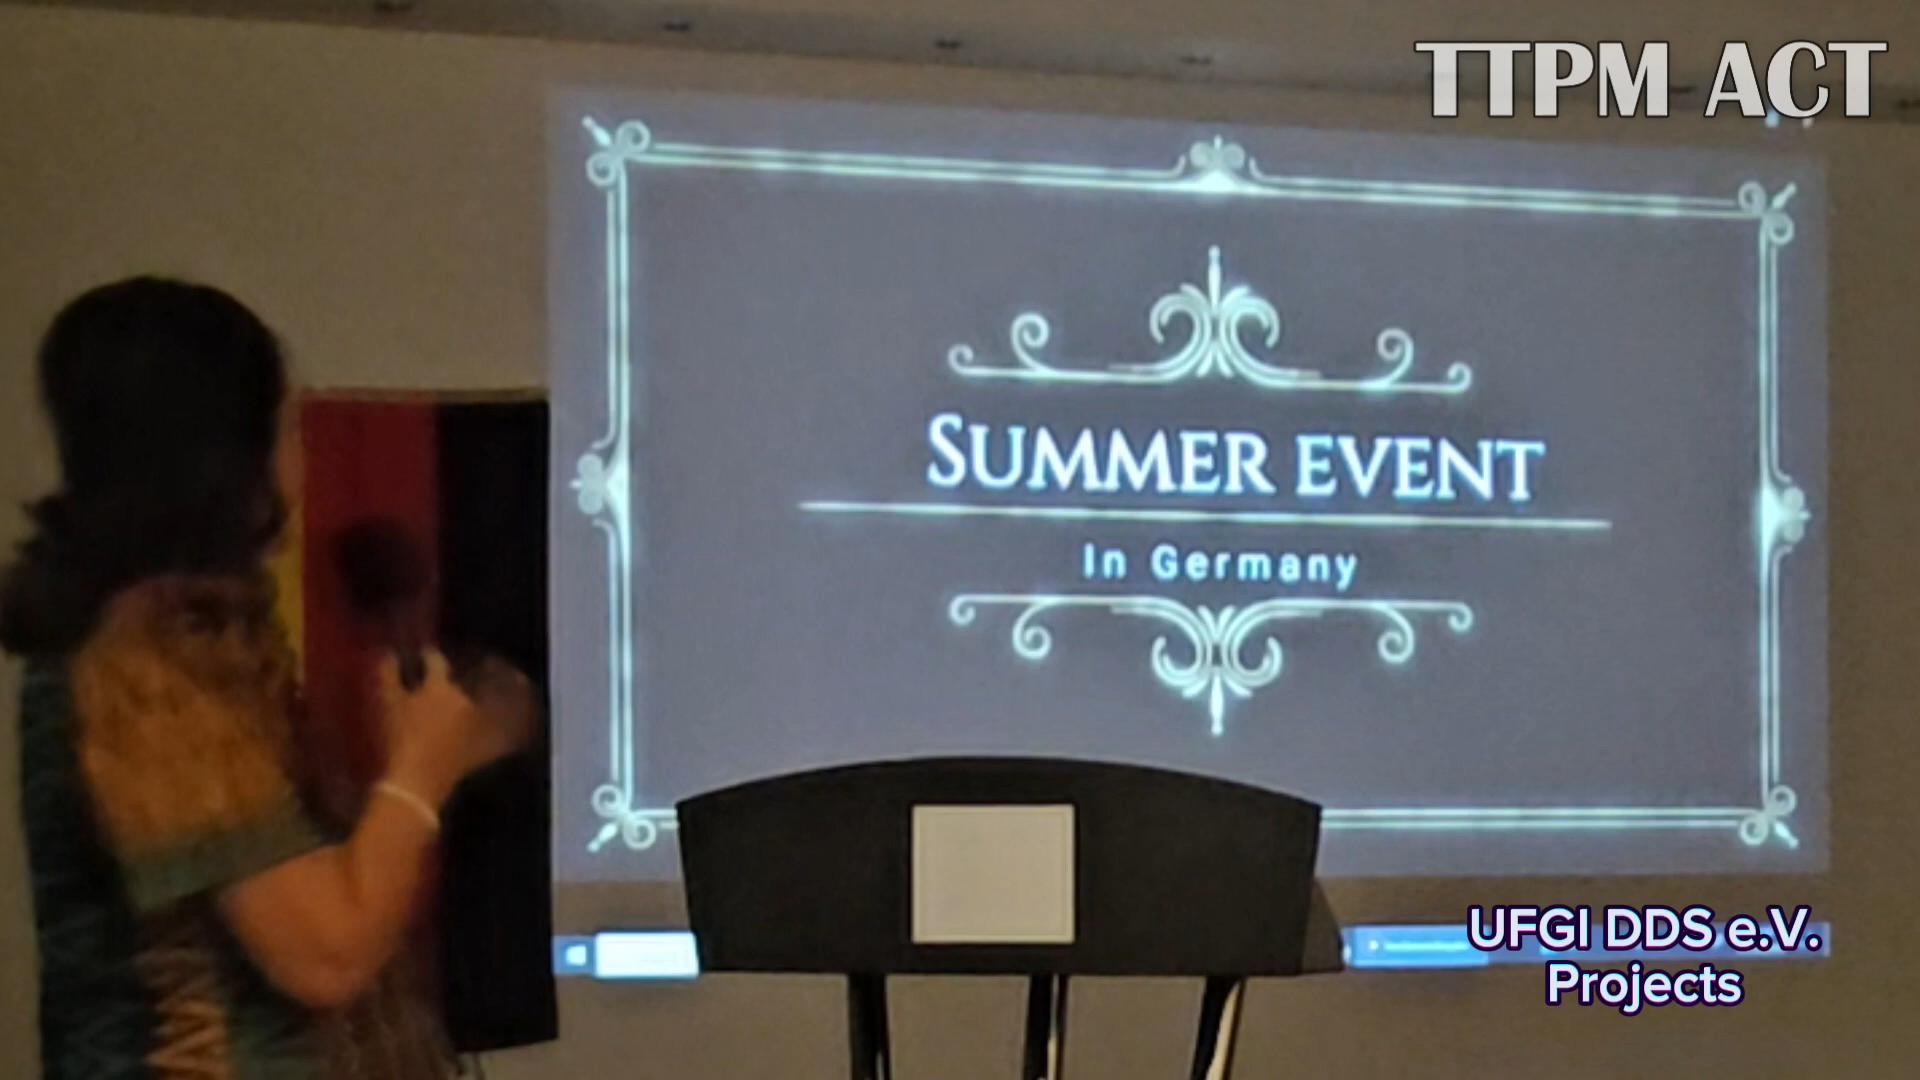 TTPM ACT
SUMMER EVENT
In Germany
UFGI DDS e.V.
Projects